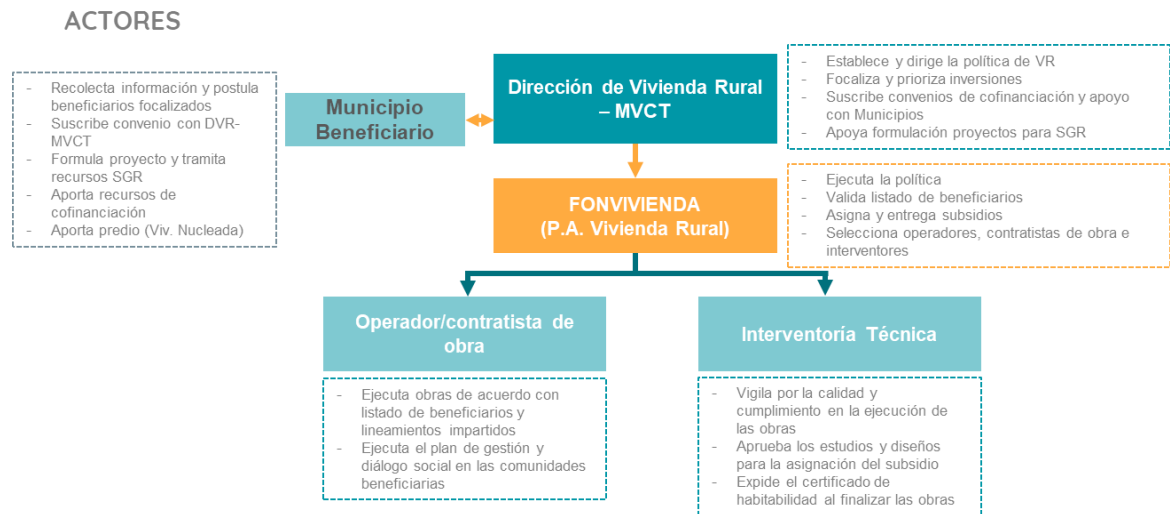 ACTORES
- Recolecta información y postula
beneficiarios focalizados
- Suscribe convenio con DVR-
MVCT
- Formula proyecto y tramita
recursos SGR
- Aporta recursos de
cofinanciación
- Aporta predio (Viv. Nucleada)
Municipio
Beneficiario
Dirección de Vivienda Rural
– MVCT
- Establece y dirige la política de VR
- Focaliza y prioriza inversiones
- Suscribe convenios de cofinanciación y apoyo
con Municipios
- Apoya formulación proyectos para SGR
FONVIVIENDA
(P.A. Vivienda Rural)
- Ejecuta la política
- Valida listado de beneficiarios
- Asigna y entrega subsidios
- Selecciona operadores, contratistas de obra e
interventores
Operador/contratista de
obra
- Ejecuta obras de acuerdo con
listado de beneficiarios y
lineamientos impartidos
- Ejecuta el plan de gestión y
diálogo social en las comunidades
beneficiarias
Interventoría Técnica
- Vigila por la calidad y
cumplimiento en la ejecución de
las obras
- Aprueba los estudios y diseños
para la asignación del subsidio
- Expide el certificado de
habitabilidad al finalizar las obras